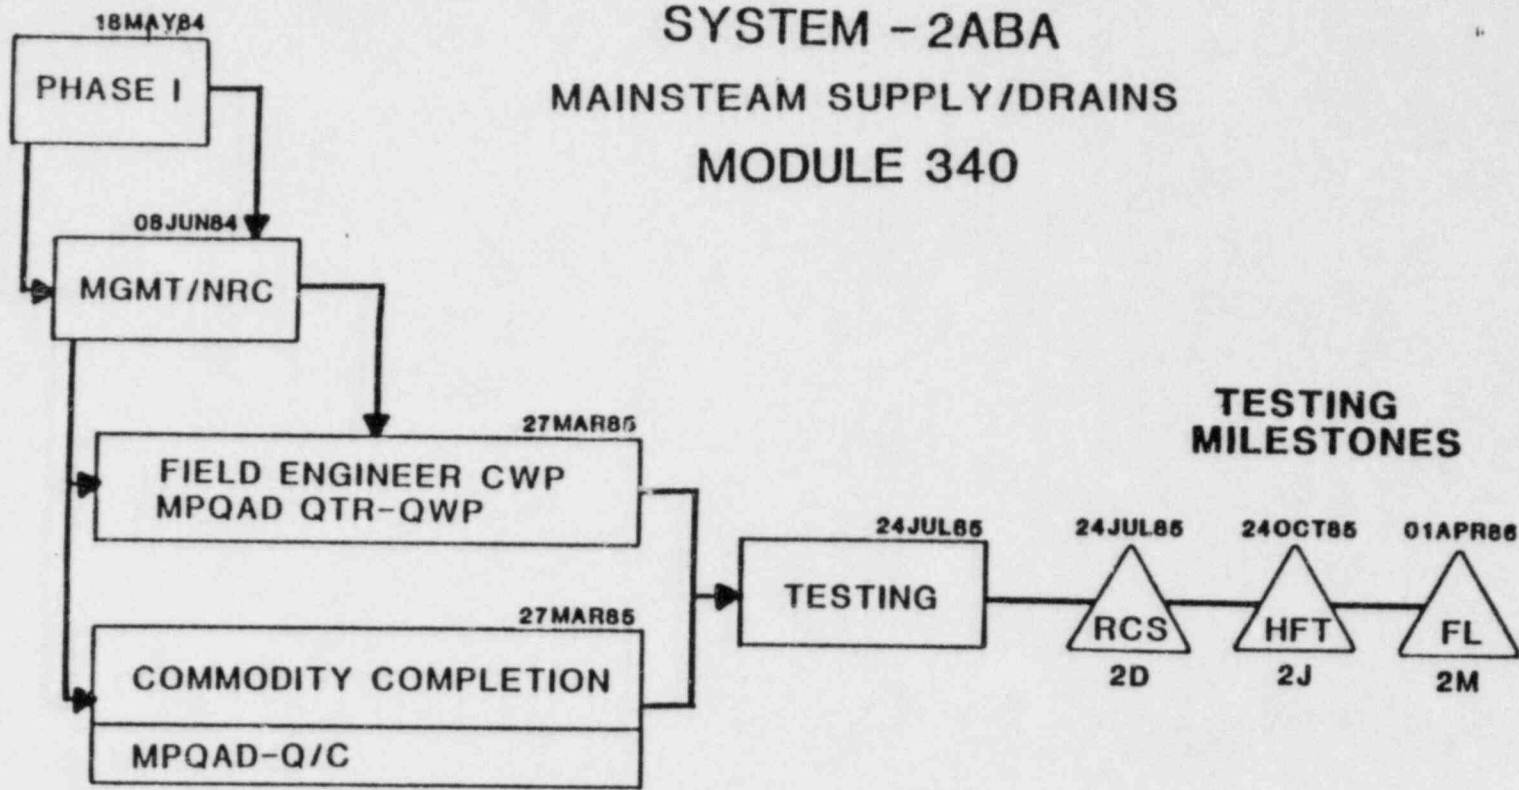 SYSTEM - 2ABA
MAINSTEAM SUPPLY/DRAINS
MODULE 340
18MAY84
PHASE I
08JUN84
MGMT/NRC
27MAR85
FIELD ENGINEER CWP
MPQAD QTR-QWP
27MAR85
COMMODITY COMPLETION
MPQAD-Q/C
24JUL85
TESTING
TESTING
MILESTONES
24JUL85
RCS
2D
24OCT85
HFT
2J
01APR86
FL
2M